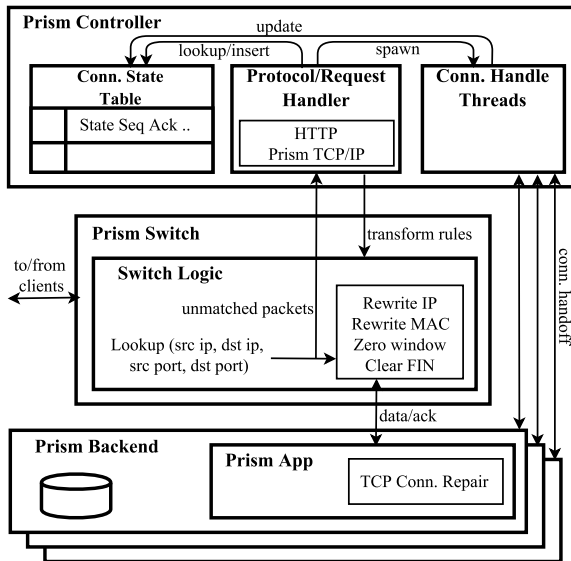 Prism Controller
update
lookup/insert
spawn
Conn. State
Table
State Seq Ack ..
Protocol/Request
Handler
HTTP
Prism TCP/IP
Conn. Handle
Threads
Prism Switch
transform rules
to/from
clients
Switch Logic
unmatched packets
Lookup (src ip, dst ip,
src port, dst port)
Rewrite IP
Rewrite MAC
Zero window
Clear FIN
conn. handoff
data/ack
Prism Backend
Prism App
TCP Conn. Repair